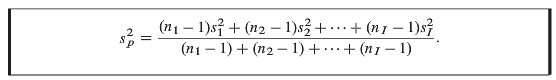 s_p^2 = \frac{(n_1 - 1)s_1^2 + (n_2 - 1)s_2^2 + \cdots + (n_I - 1)s_I^2}{(n_1 - 1) + (n_2 - 1) + \cdots + (n_I - 1)}.